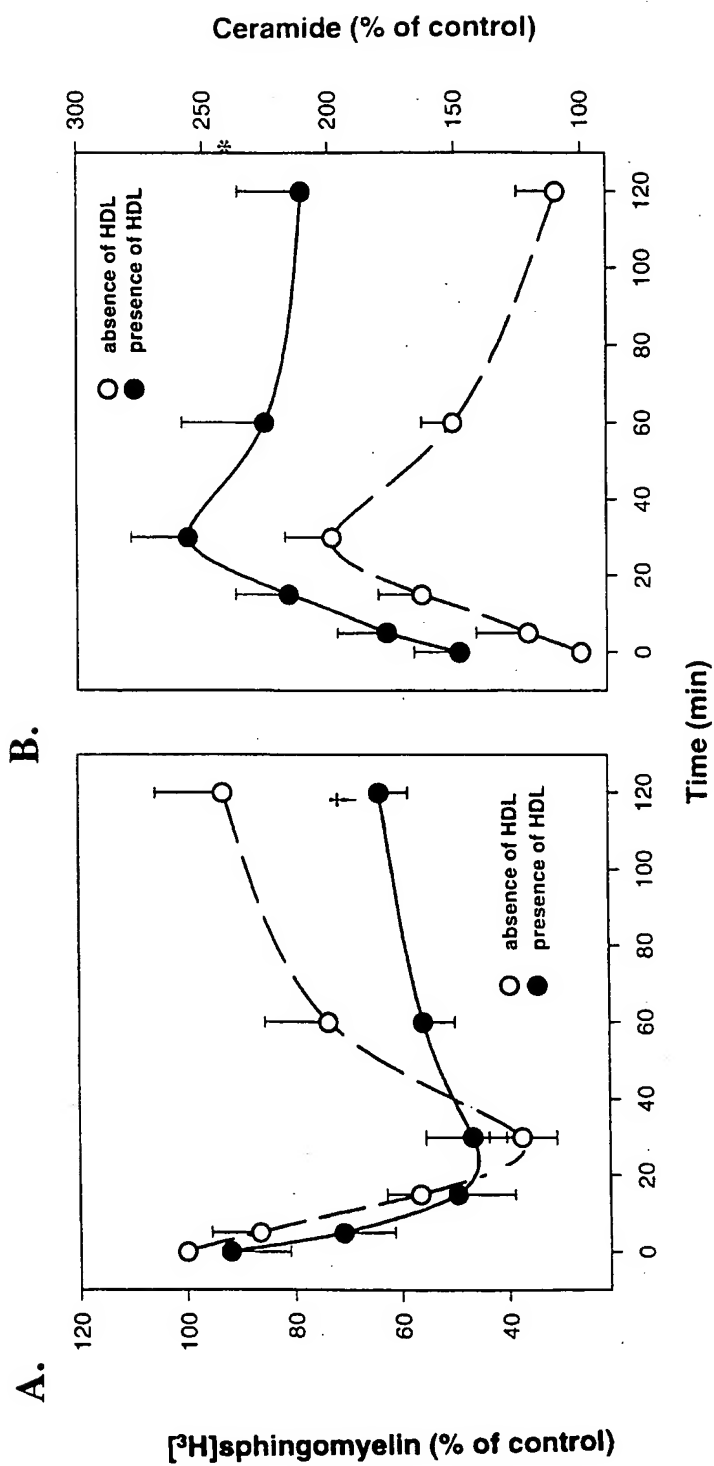 A.
[³H]sphingomyelin (% of control)
120
100
80
60
40
†
absence of HDL
presence of HDL
0
20
40
60
80
100
120
B.
absence of HDL
presence of HDL
*
300
250
200
150
100
Ceramide (% of control)
0
20
40
60
80
100
120
Time (min)